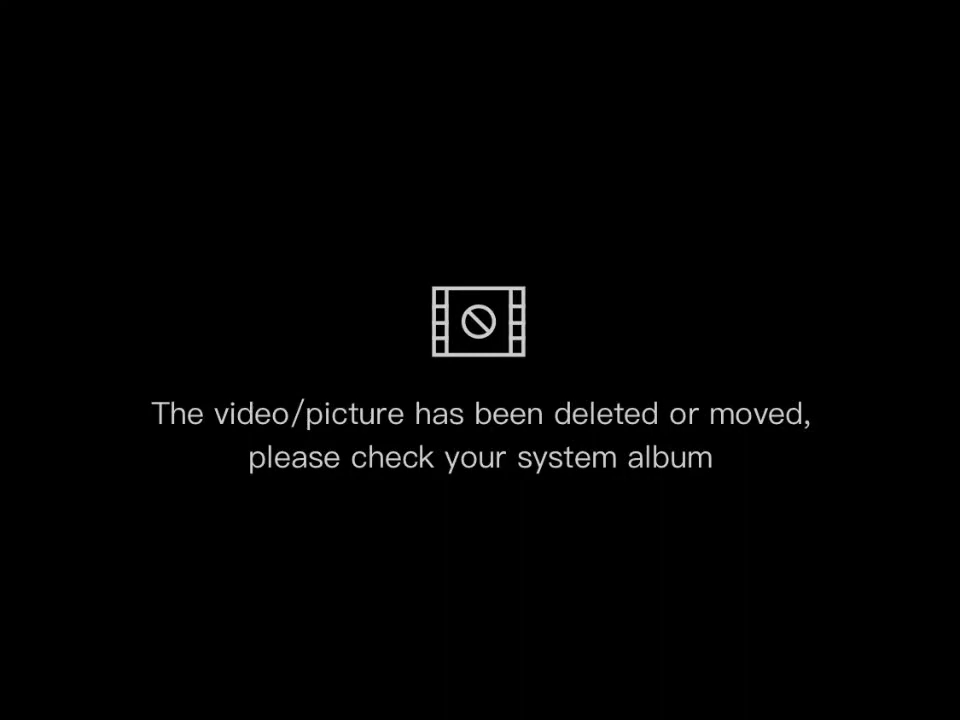 The video/picture has been deleted or moved,
please check your system album